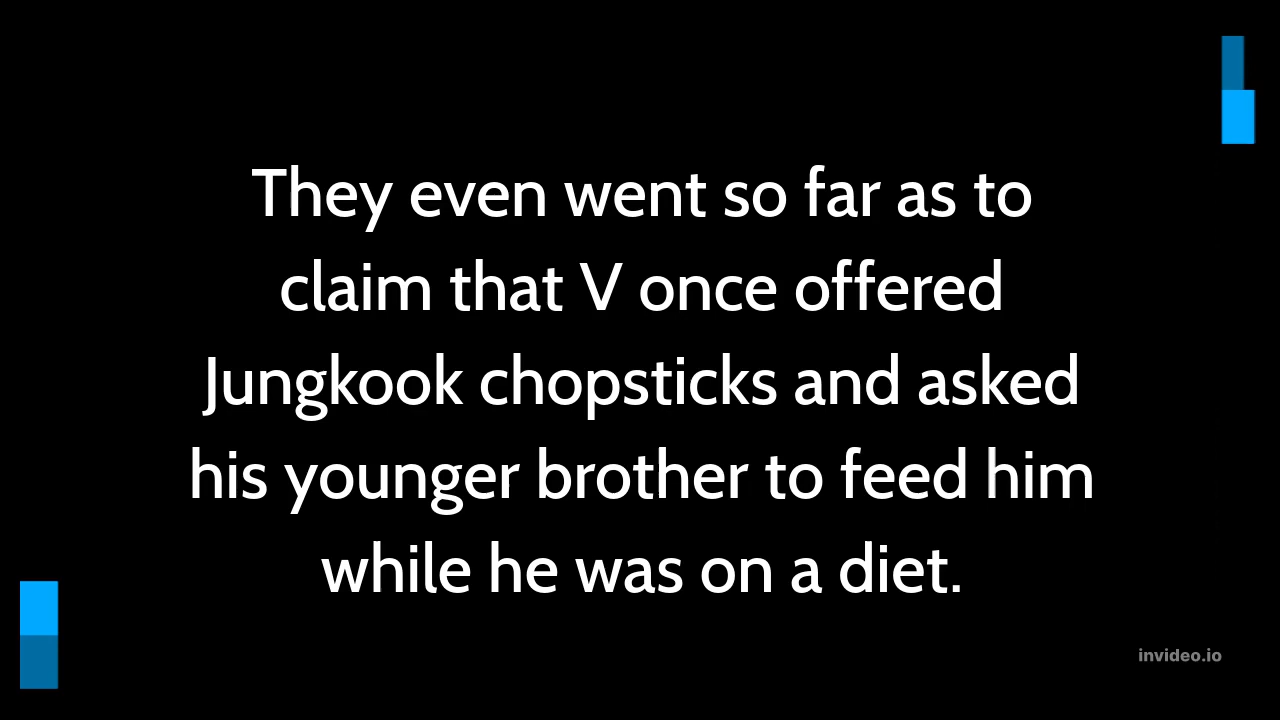 They even went so far as to
claim that V once offered
Jungkook chopsticks and asked
his younger brother to feed him
while he was on a diet.
invideo.io